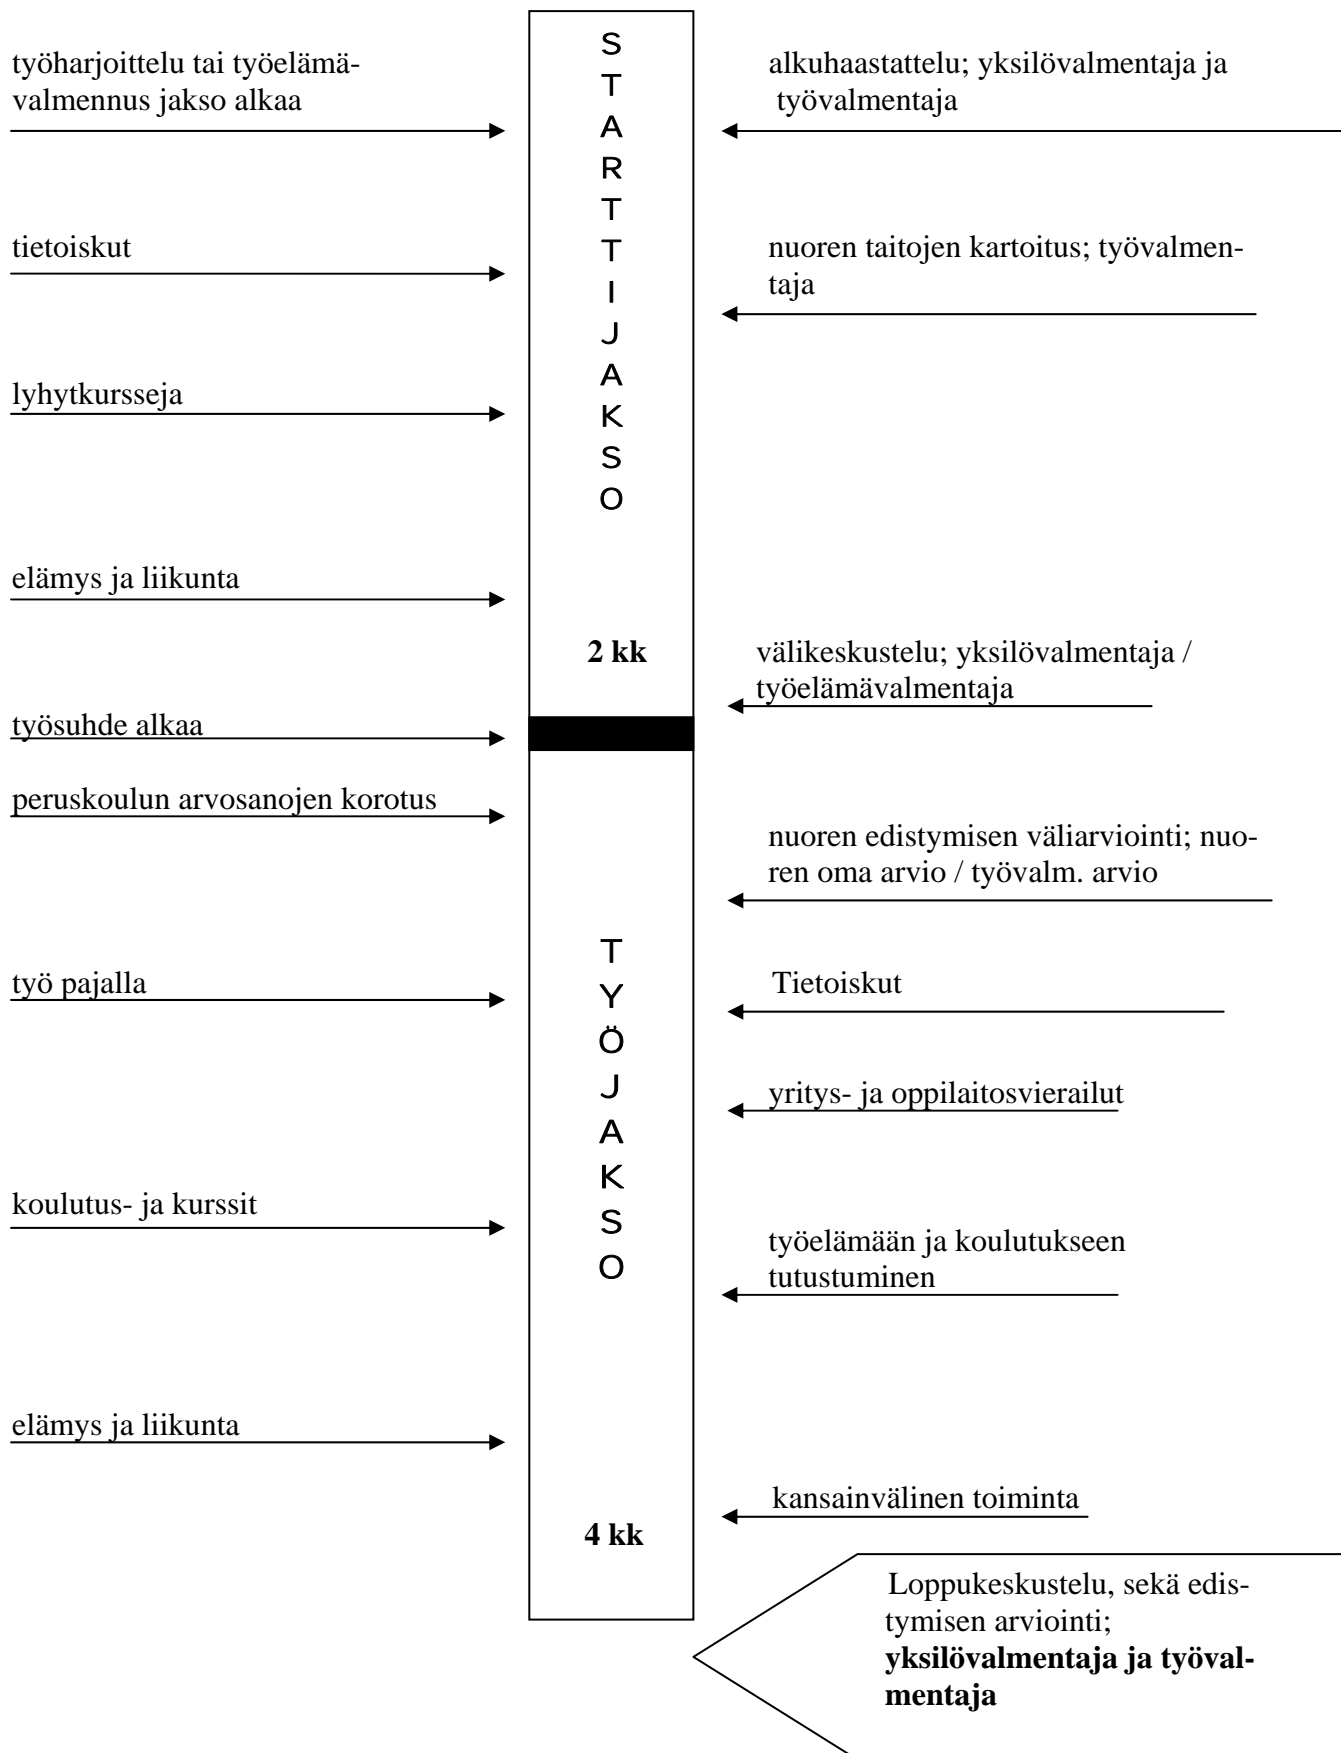 työharjoittelu tai työelämä-
valmennus jakso alkaa
tietoiskut
lyhytkursseja
elämys ja liikunta
työsuhde alkaa
peruskoulun arvosanojen korotus
työ pajalla
koulutus- ja kurssit
elämys ja liikunta
S
T
A
R
T
T
I
J
A
K
S
O
2 kk
T
Y
Ö
J
A
K
S
O
4 kk
alkuhaastattelu; yksilövalmentaja ja
työvalmentaja
nuoren taitojen kartoitus; työvalmen-
taja
välikeskustelu; yksilövalmentaja /
työelämävalmentaja
nuoren edistymisen väliarviointi; nuo-
ren oma arvio / työvalm. arvio
Tietoiskut
yritys- ja oppilaitosvierailut
työelämään ja koulutukseen
tutustuminen
kansainvälinen toiminta
Loppukeskustelu, sekä edis-
tymisen arviointi;
yksilövalmentaja ja työval-
mentaja